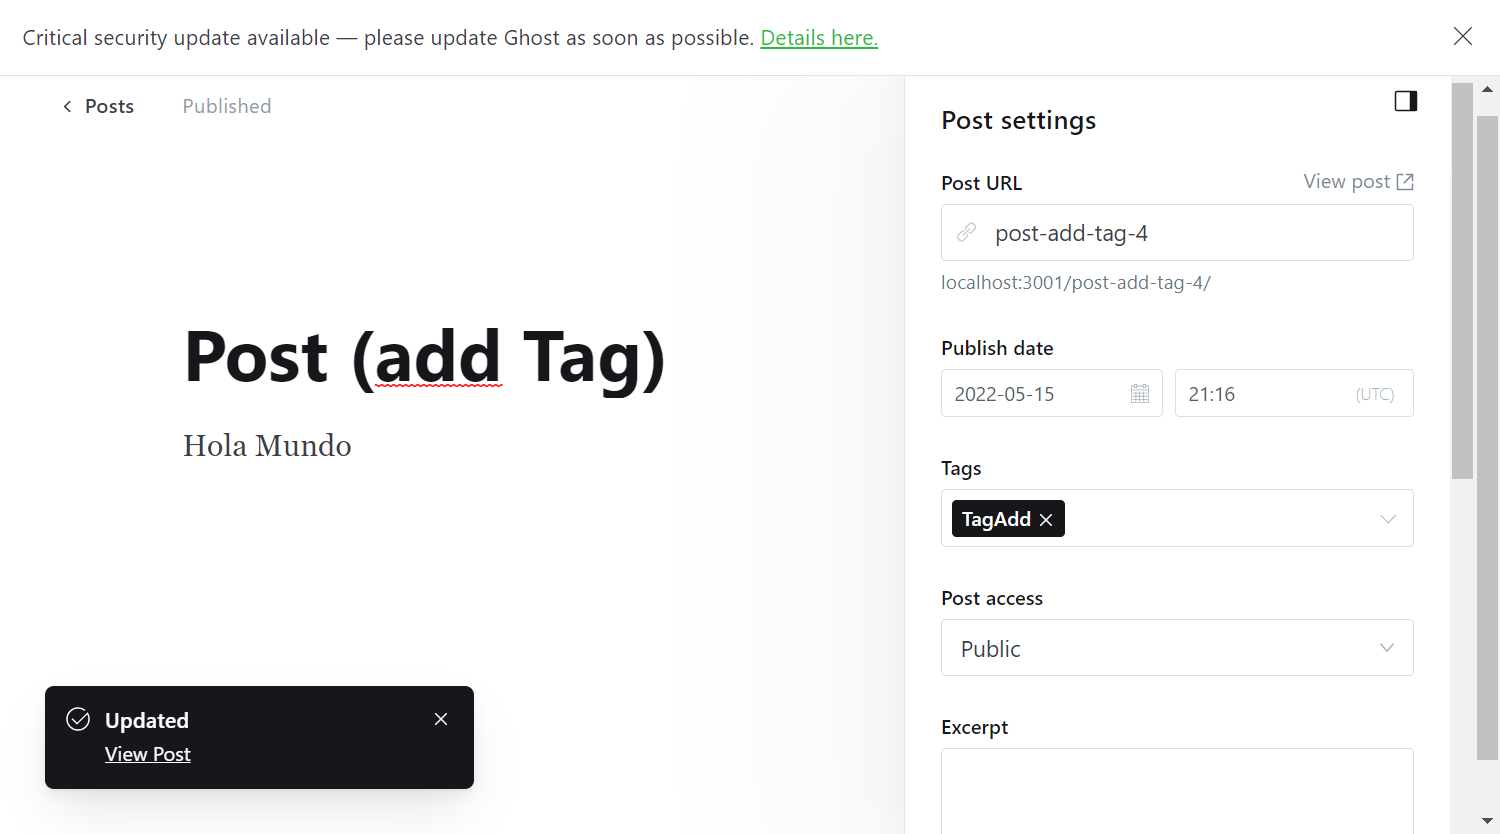 Critical security update available — please update Ghost as soon as possible. Details here.
Posts Published
Post (add Tag)
Hola Mundo
Updated
View Post
Post settings
Post URL View post
post-add-tag-4
localhost:3001/post-add-tag-4/
Publish date
2022-05-15 21:16 (UTC)
Tags
TagAdd
Post access
Public
Excerpt